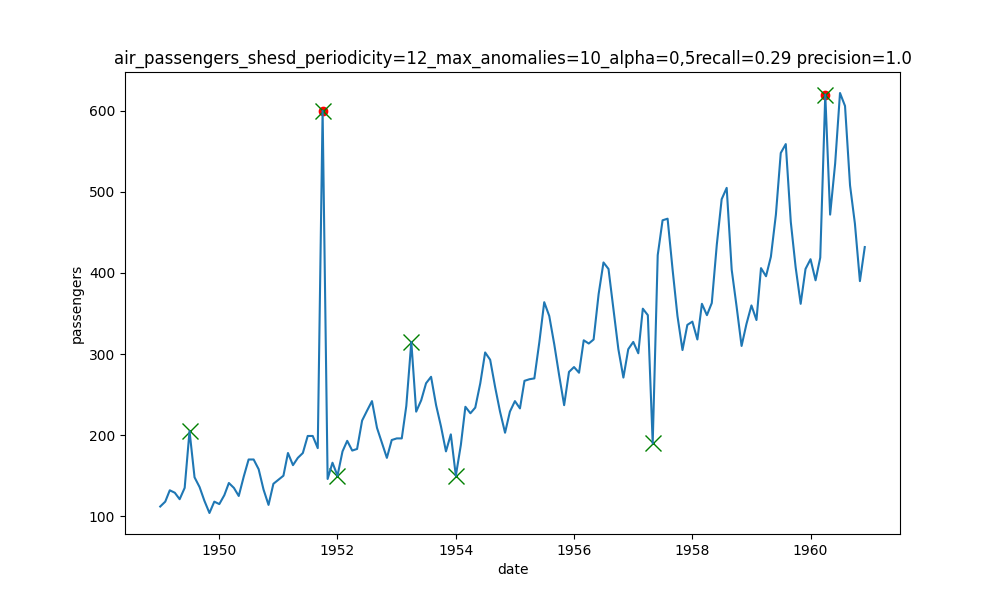 air_passengers_shesd_periodicity=12_max_anomalies=10_alpha=0,5recall=0.29 precision=1.0
600
500
400
300
200
100
passengers
1950 1952 1954 1956 1958 1960
date